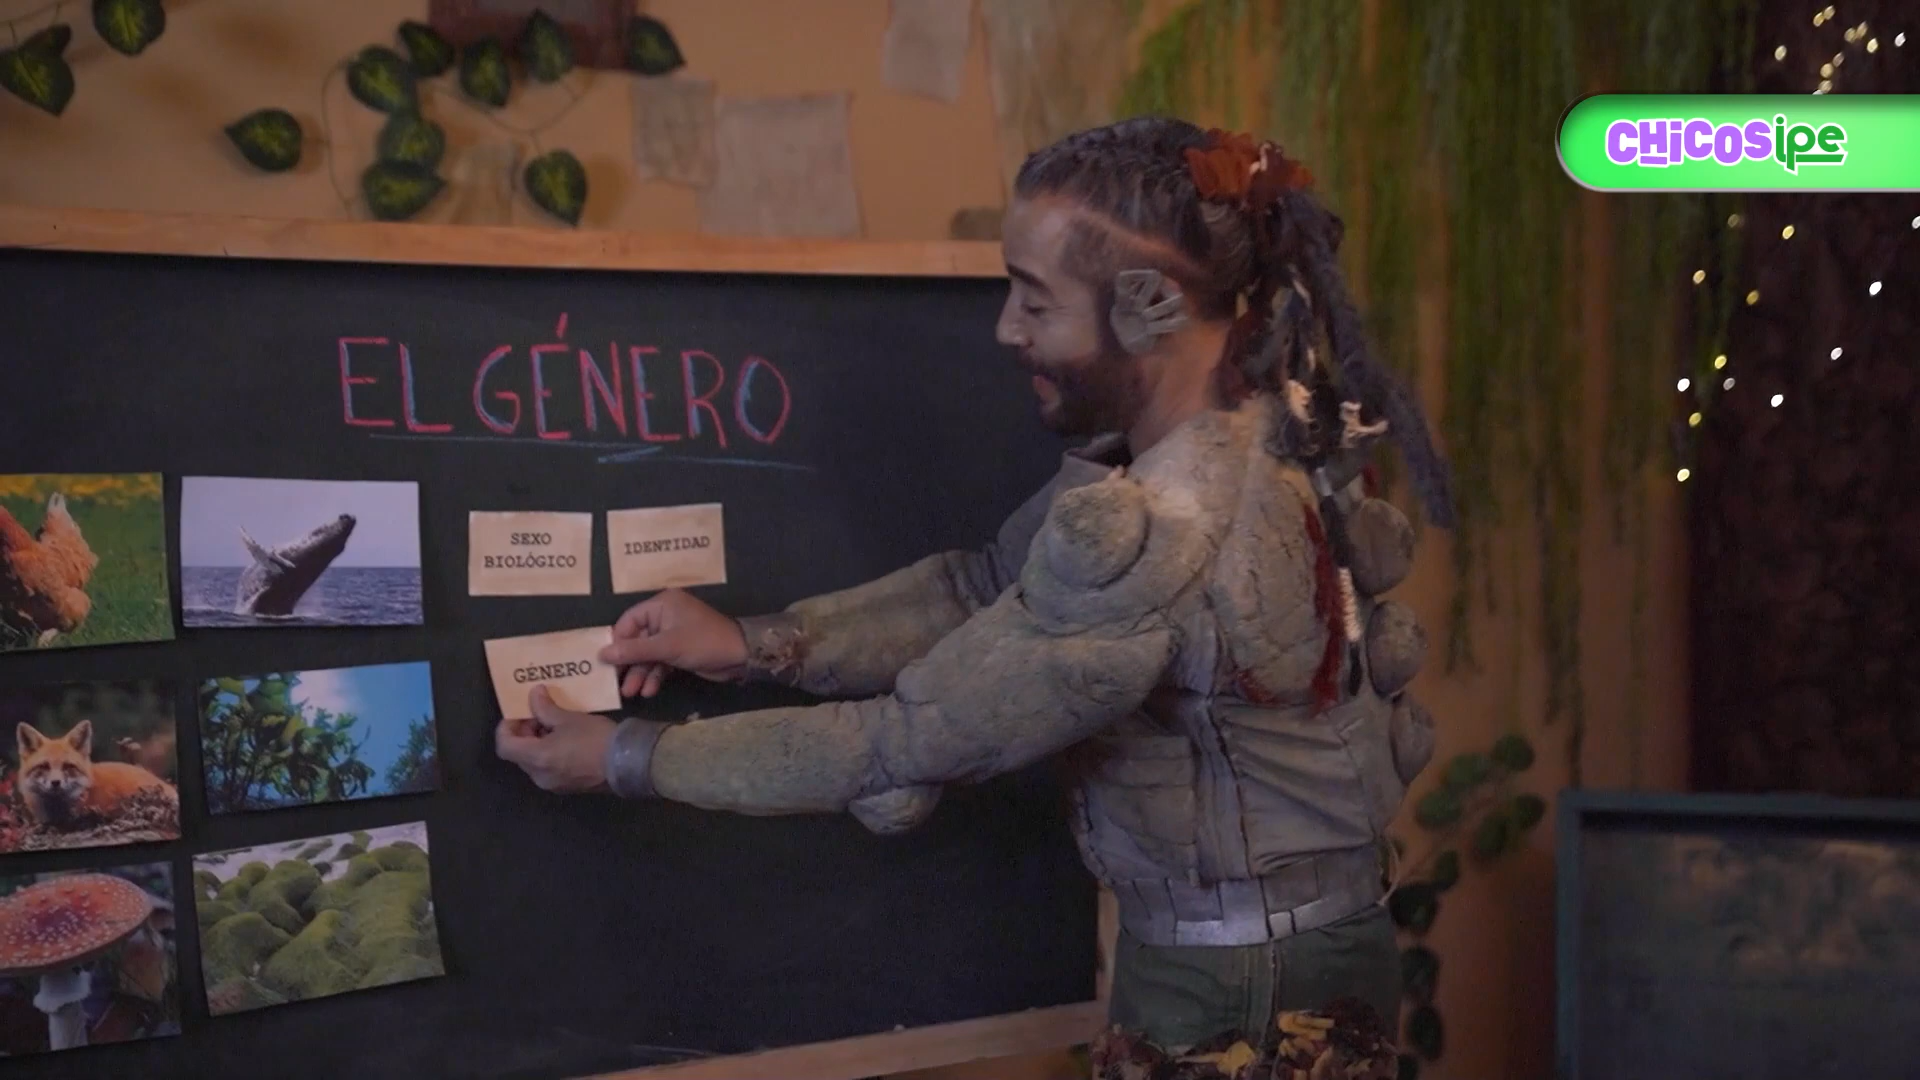 CHiCOSipe
EL GÉNERO
SEXO
BIOLÓGICO
IDENTIDAD
GÉNERO